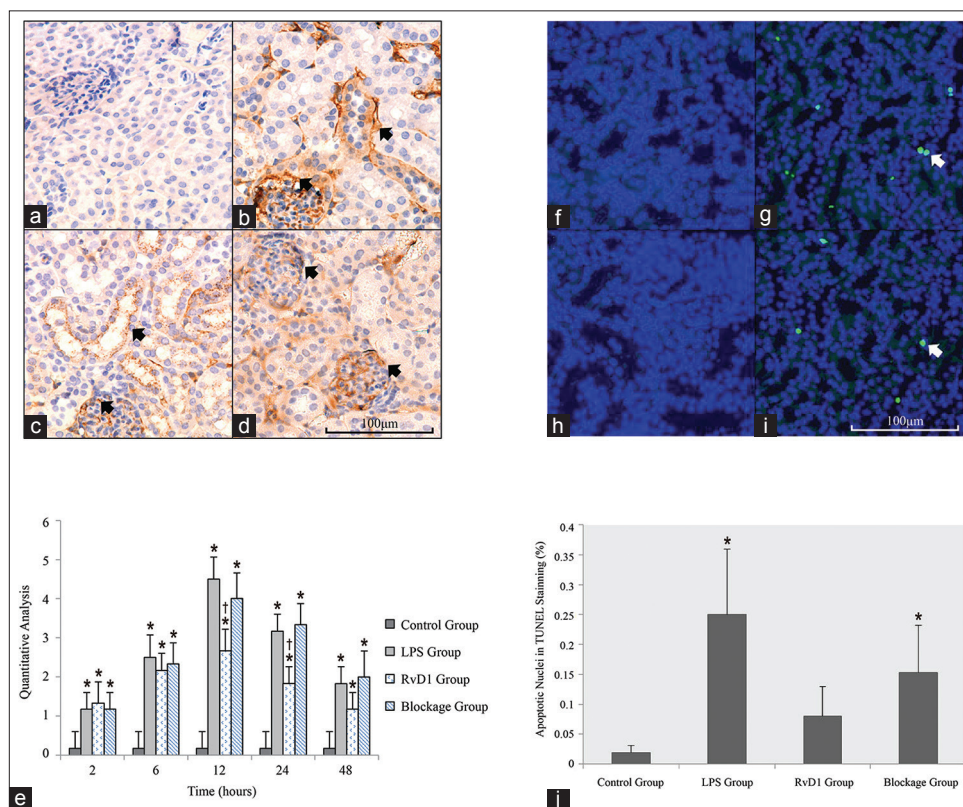 a
b
c
d
100μm
f
g
h
i
100μm
Quantitative Analysis
6
5
4
3
2
1
0
* * *
* * *
* † * *
* † * *
* * *
2 6 12 24 48
Time (hours)
Control Group
LPS Group
RvD1 Group
Blockage Group
e
Apoptotic Nuclei in TUNEL Stainning (%)
0.4
0.35
0.3
0.25
0.2
0.15
0.1
0.05
0
*
*
Control Group LPS Group RvD1 Group Blockage Group
j